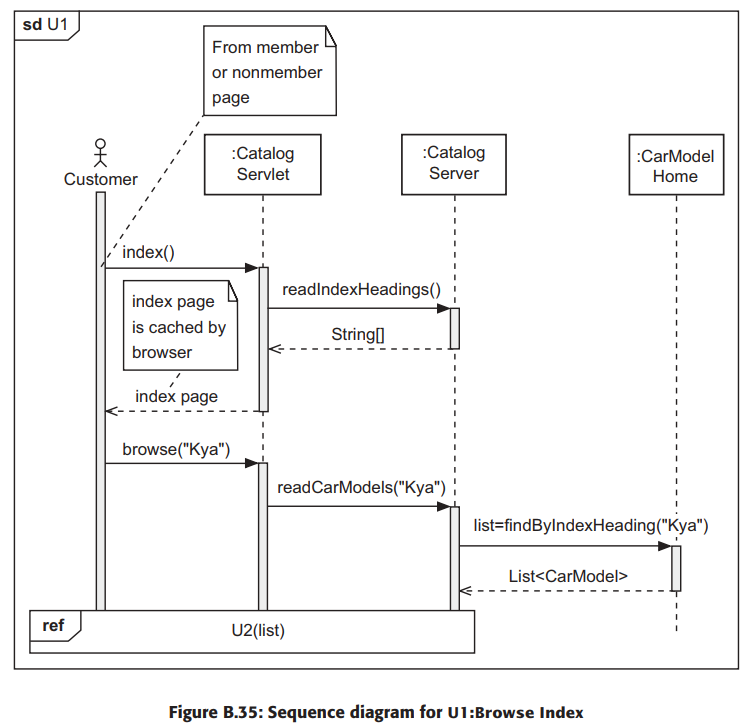 sd U1
From member
or nonmember
page
Customer
:Catalog
Servlet
:Catalog
Server
:CarModel
Home
index()
readIndexHeadings()
index page
is cached by
browser
String[]
index page
browse("Kya")
readCarModels("Kya")
list=findByIndexHeading("Kya")
List<CarModel>
ref
U2(list)
Figure B.35: Sequence diagram for U1:Browse Index